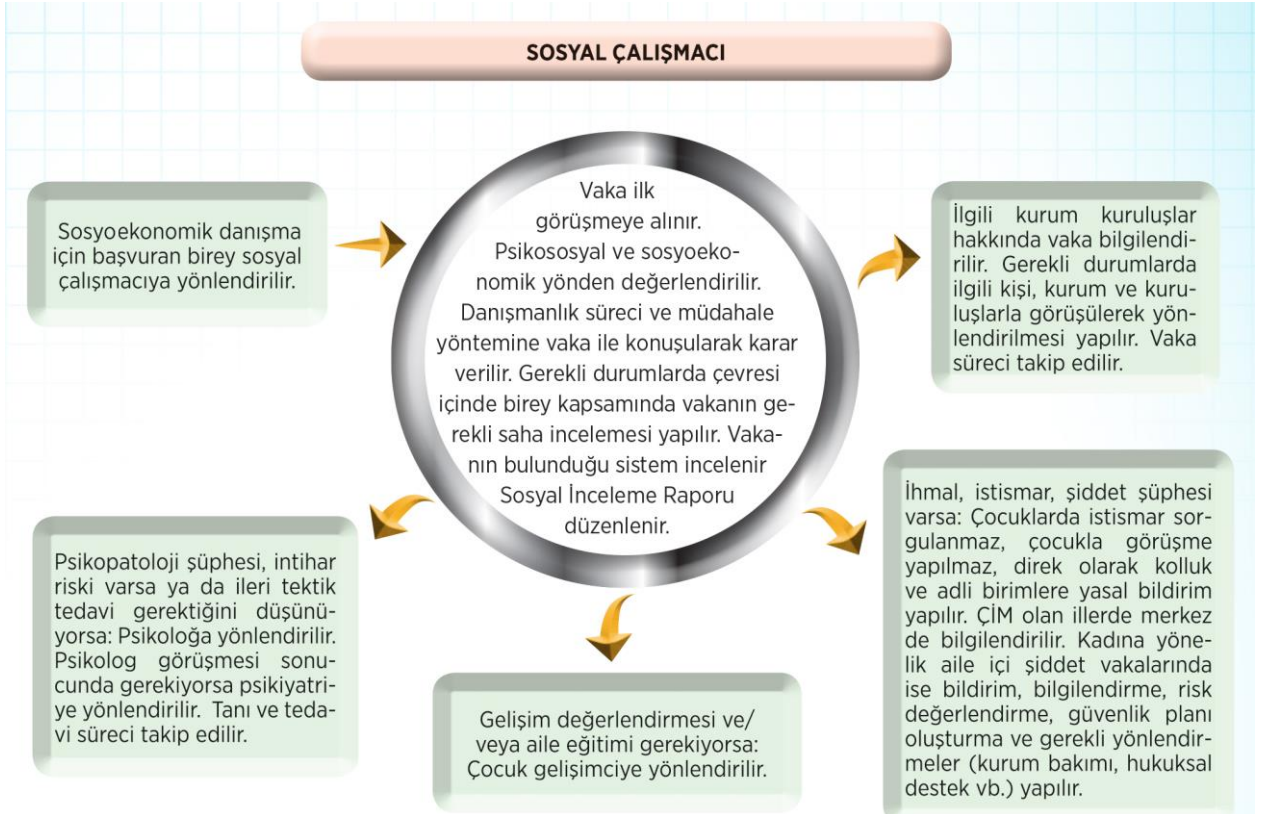 SOSYAL ÇALIŞMACI
Sosyoekonomik danışma
için başvuran birey sosyal
çalışmacıya yönlendirilir.
Vaka ilk
görüşmeye alınır.
Psikososyal ve sosyoeko-
nomik yönden değerlendirilir.
Danışmanlık süreci ve müdahale
yöntemine vaka ile konuşularak karar
verilir. Gerekli durumlarda çevresi
içinde birey kapsamında vakanın ge-
rekli saha incelemesi yapılır. Vaka-
nın bulunduğu sistem incelenir
Sosyal İnceleme Raporu
düzenlenir.
İlgili kurum kuruluşlar
hakkında vaka bilgilendi-
rilir. Gerekli durumlarda
ilgili kişi, kurum ve kuru-
luşlarla görüşülerek yön-
lendirilmesi yapılır. Vaka
süreci takip edilir.
Psikopatoloji şüphesi, intihar
riski varsa ya da ileri tektik
tedavi gerektiğini düşünü-
yorsa: Psikoloğa yönlendirilir.
Psikolog görüşmesi sonu-
cunda gerekiyorsa psikiyatri-
ye yönlendirilir. Tanı ve teda-
vi süreci takip edilir.
Gelişim değerlendirmesi ve/
veya aile eğitimi gerekiyorsa:
Çocuk gelişimciye yönlendirilir.
İhmal, istismar, şiddet şüphesi
varsa: Çocuklarda istismar sor-
gulanmaz, çocukla görüşme
yapılmaz, direk olarak kolluk
ve adli birimlere yasal bildirim
yapılır. ÇİM olan illerde merkez
de bilgilendirilir. Kadına yöne-
lik aile içi şiddet vakalarında
ise bildirim, bilgilendirme, risk
değerlendirme, güvenlik planı
oluşturma ve gerekli yönlendir-
meler (kurum bakımı, hukuksal
destek vb.) yapılır.